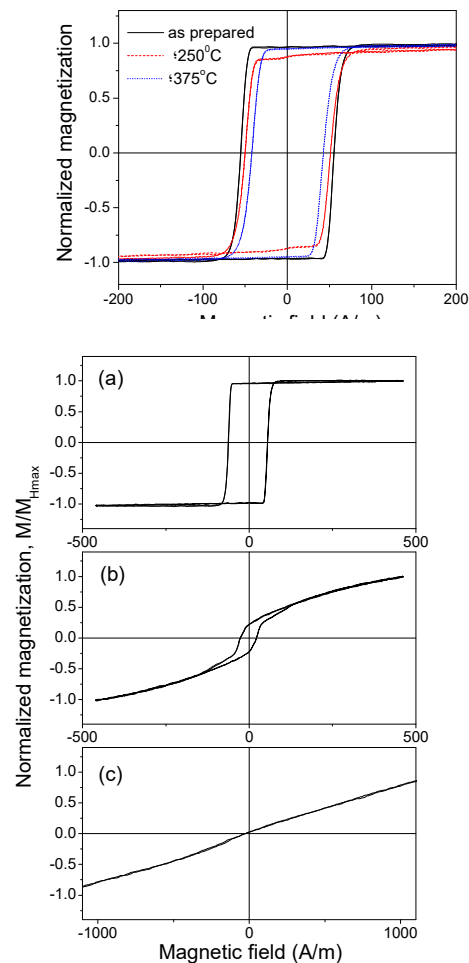 1.0
0.5
0.0
-0.5
-1.0
Normalized magnetization
as prepared
250⁰C
375°C
-200 -100 0 100 200
Magnetic field (A/m)
(a)
1.0
0.5
0.0
-0.5
-1.0
-500 0 500
Normalized magnetization, M/M_Hmax
(b)
1.0
0.5
0.0
-0.5
-1.0
-500 0 500
(c)
1.0
0.5
0.0
-0.5
-1.0
-1000 0 1000
Magnetic field (A/m)